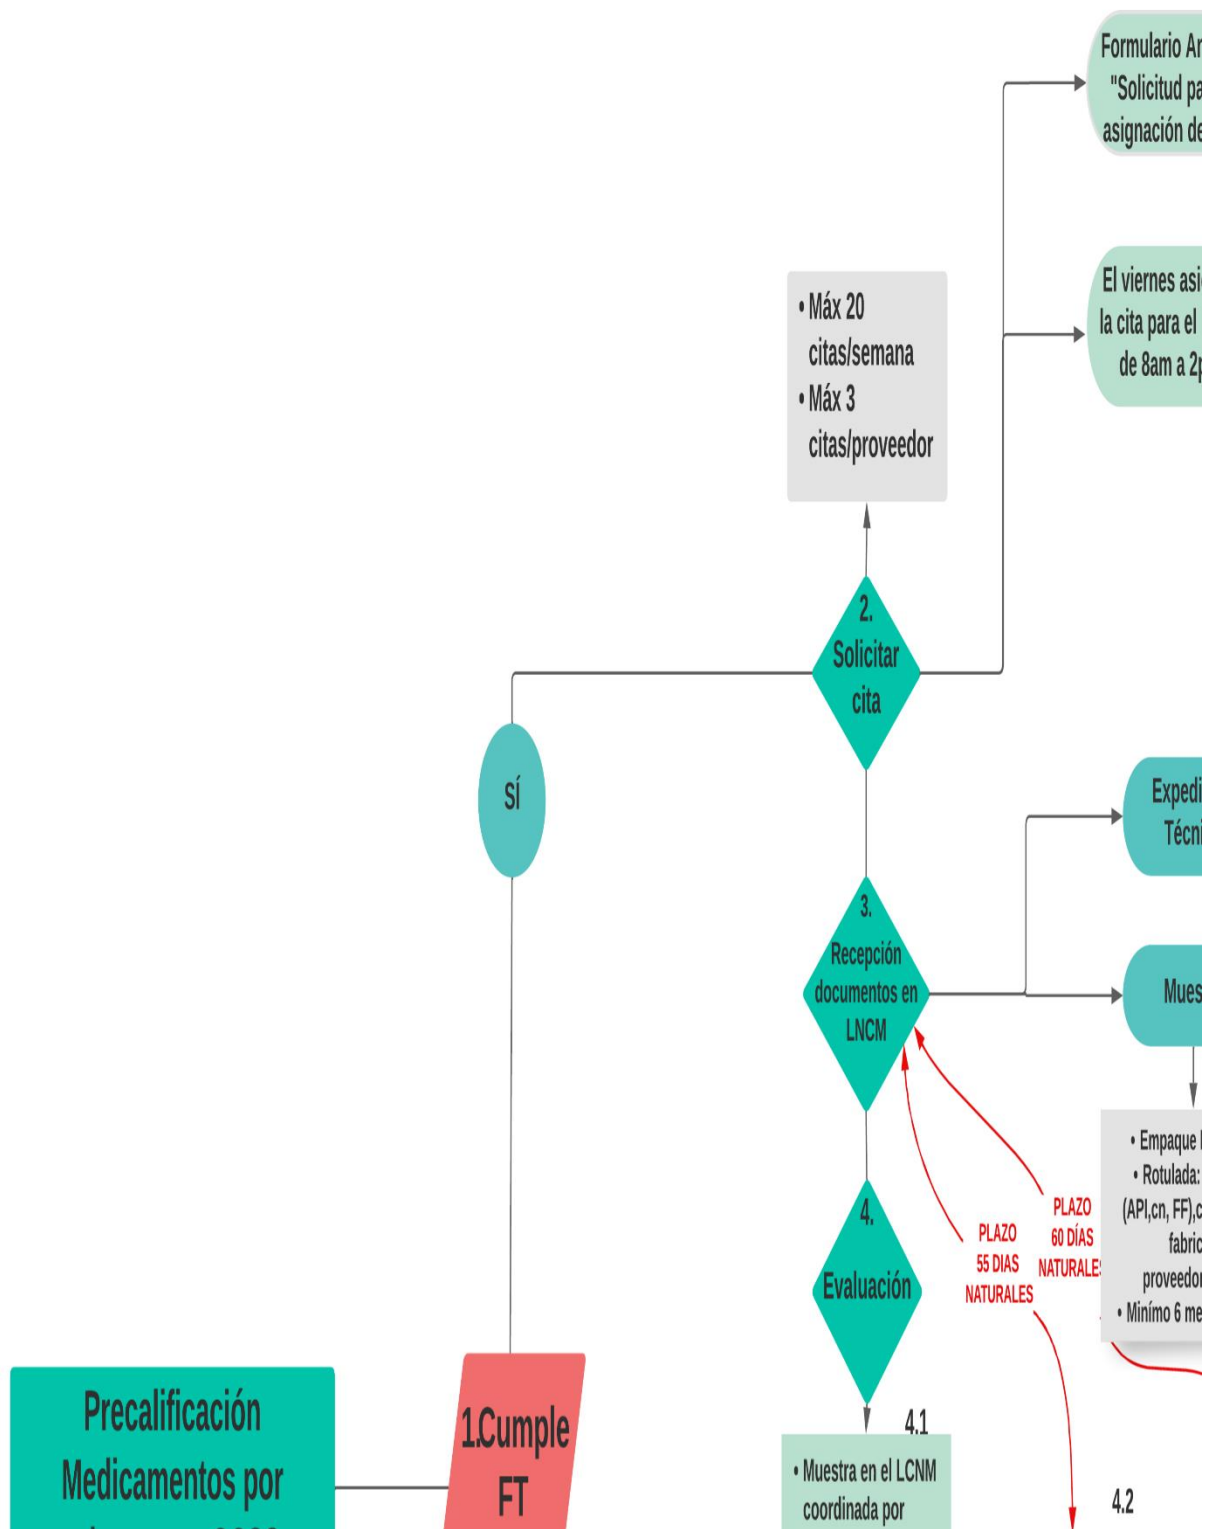 Formulario
"Solicitud
asignación
El viernes
la cita para el
de 8am a
• Máx 20
citas/semana
• Máx 3
citas/proveedor
2.
Solicitar
cita
SÍ
Técni
3.
Recepción
documentos en
LNCM
• Empaque
• Rotulada:
(API,cn, FF),
• Minímo 6
PLAZO
60 DÍAS
PLAZO
55 DIAS
NATURALES
4.
Evaluación
Precalificación
Medicamentos por
1.Cumple
FT
4.1
• Muestra en el LCNM
coordinada por
4.2